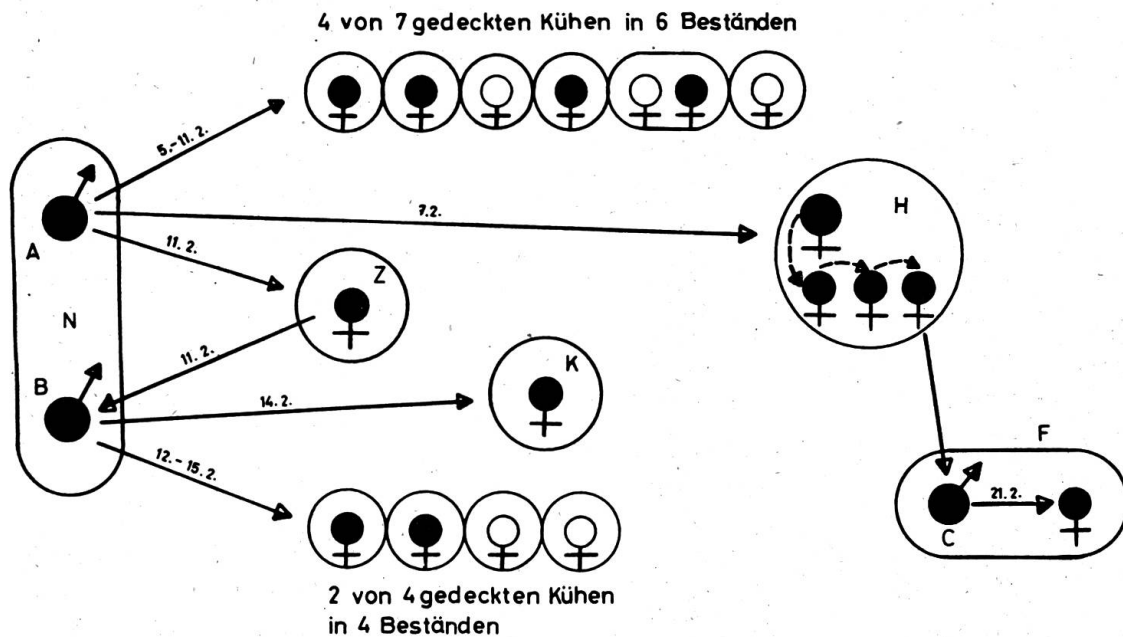 4 von 7 gedeckten Kühen in 6 Beständen
5.-11.2.
A
7.2.
H
11.2.
Z
N
11.2.
B
14.2.
K
12.-15.2.
F
21.2.
C
2 von 4 gedeckten Kühen
in 4 Beständen